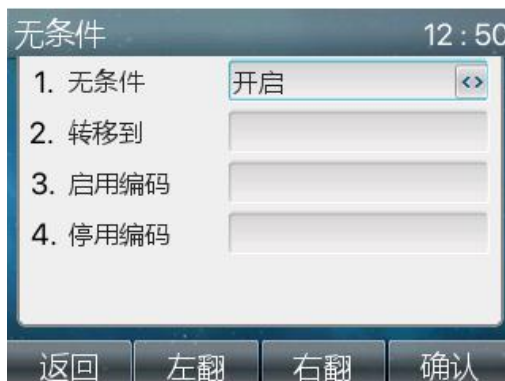 无条件 12:50
1. 无条件 开启
2. 转移到
3. 启用编码
4. 停用编码
返回 左翻 右翻 确认